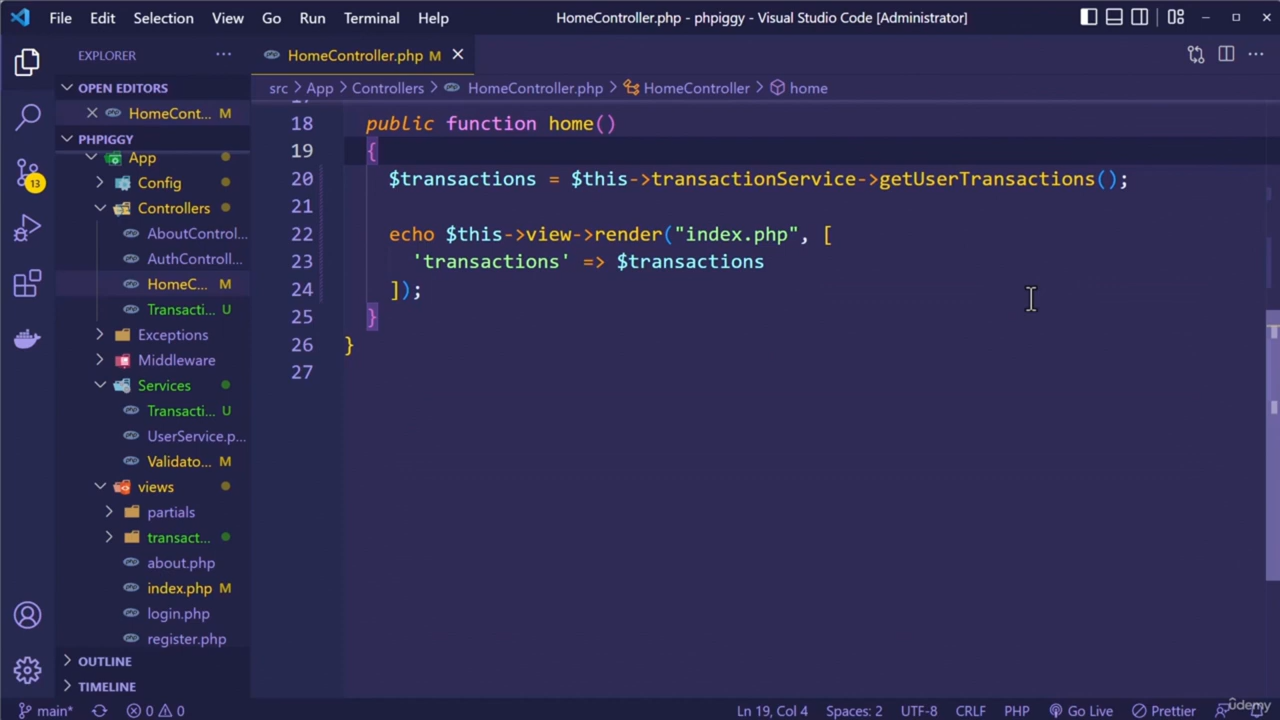 File Edit Selection View Go Run Terminal Help HomeController.php - phpiggy - Visual Studio Code [Administrator]
EXPLORER ... HomeController.php M
OPEN EDITORS
HomeCont... M
PHPIGGY
App
Config
Controllers
AboutControl...
AuthControll...
HomeC... M
Transacti... U
Exceptions
Middleware
Services
Transacti... U
UserService.p...
Validato... M
views
partials
transact...
about.php
index.php M
login.php
register.php
OUTLINE
TIMELINE
13
src > App > Controllers > HomeController.php > HomeController > home
18 public function home()
19 {
20 $transactions = $this->transactionService->getUserTransactions();
21
22 echo $this->view->render("index.php", [
23 'transactions' => $transactions
24 ]);
25 }
26 }
27
main* 0 0 Ln 19, Col 4 Spaces: 2 UTF-8 CRLF PHP Go Live Prettier
udemy